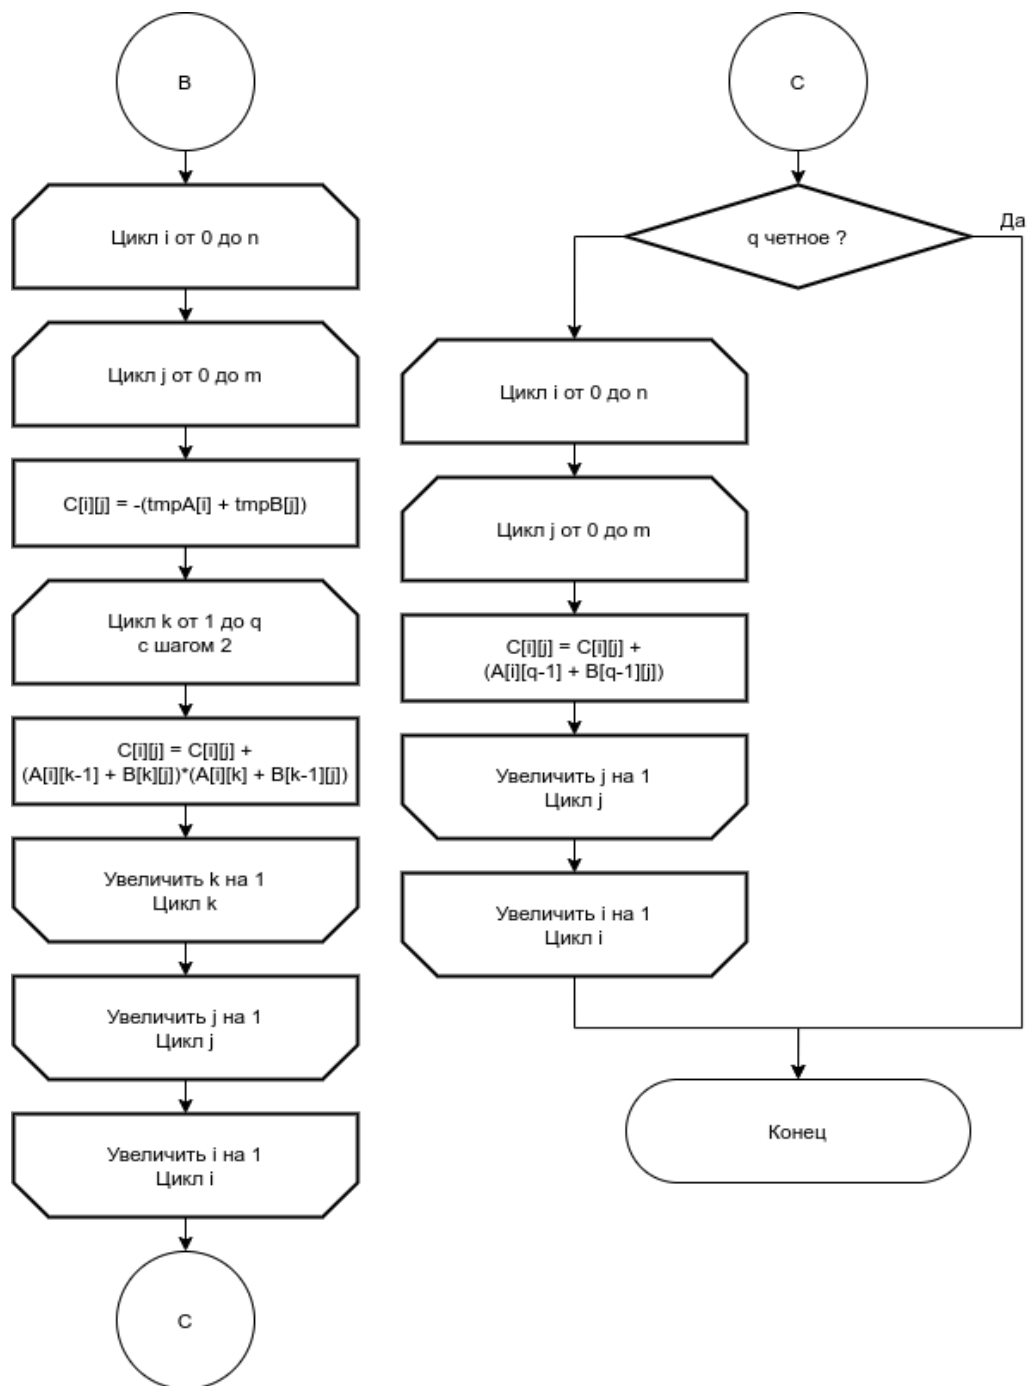 B
Цикл i от 0 до n
Цикл j от 0 до m
C[i][j] = -(tmpA[i] + tmpB[j])
Цикл k от 1 до q
с шагом 2
C[i][j] = C[i][j] +
(A[i][k-1] + B[k][j])*(A[i][k] + B[k-1][j])
Увеличить k на 1
Цикл k
Увеличить j на 1
Цикл j
Увеличить i на 1
Цикл i
C
C
q четное ?
Да
Цикл i от 0 до n
Цикл j от 0 до m
C[i][j] = C[i][j] +
(A[i][q-1] + B[q-1][j])
Увеличить j на 1
Цикл j
Увеличить i на 1
Цикл i
Конец